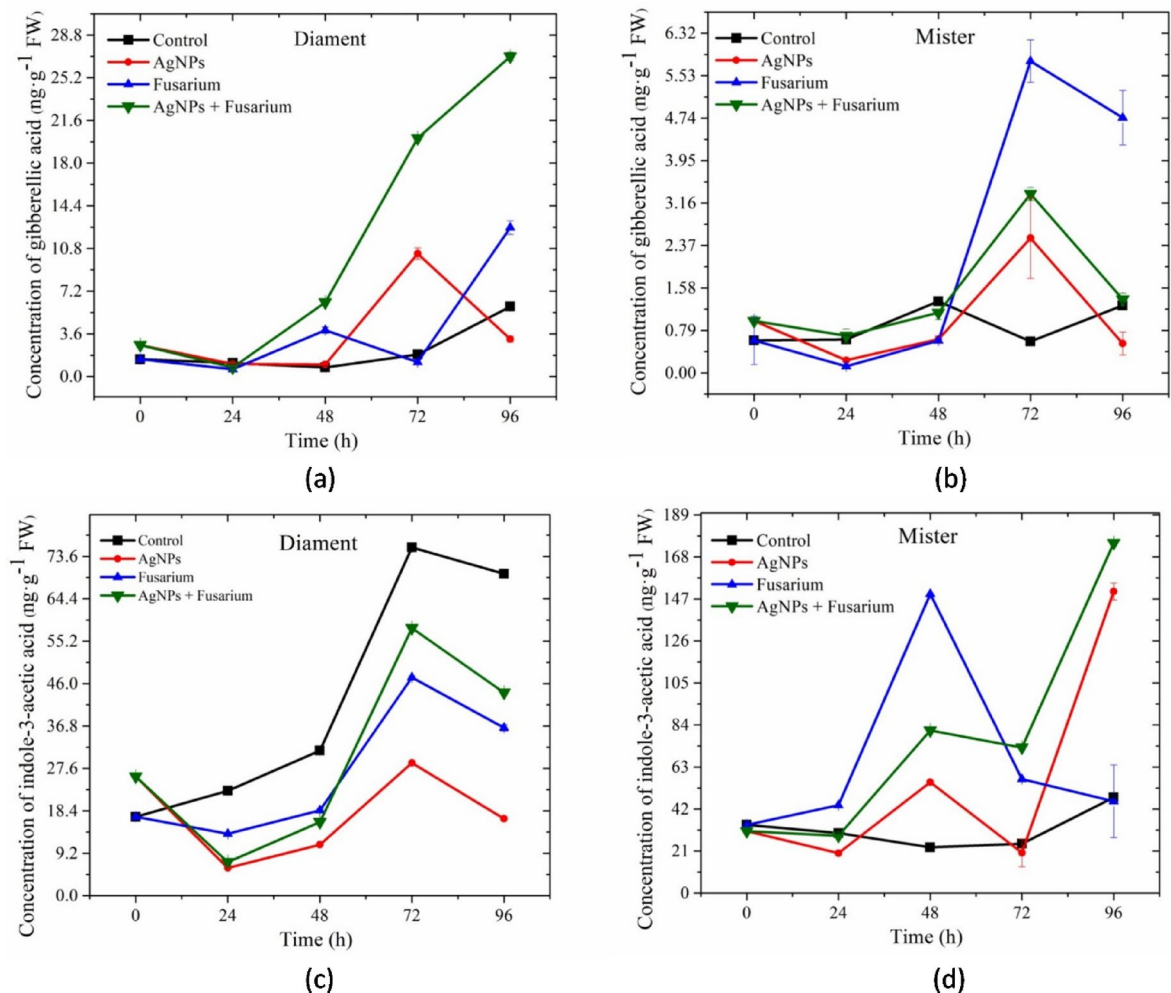 Concentration of gibberellic acid (ng·g⁻¹ FW)
28.8
25.2
21.6
18.0
14.4
10.8
7.2
3.6
0.0
Diament
Control
AgNPs
Fusarium
AgNPs + Fusarium
0 24 48 72 96
Time (h)
(a)
Concentration of gibberellic acid (ng·g⁻¹ FW)
6.32
5.53
4.74
3.95
3.16
2.37
1.58
0.79
0.00
Mister
Control
AgNPs
Fusarium
AgNPs + Fusarium
0 24 48 72 96
Time (h)
(b)
Concentration of indole-3-acetic acid (ng·g⁻¹ FW)
73.6
64.4
55.2
46.0
36.8
27.6
18.4
9.2
0.0
Diament
Control
AgNPs
Fusarium
AgNPs + Fusarium
0 24 48 72 96
Time (h)
(c)
Concentration of indole-3-acetic acid (ng·g⁻¹ FW)
189
168
147
126
105
84
63
42
21
0
Mister
Control
AgNPs
Fusarium
AgNPs + Fusarium
0 24 48 72 96
Time (h)
(d)